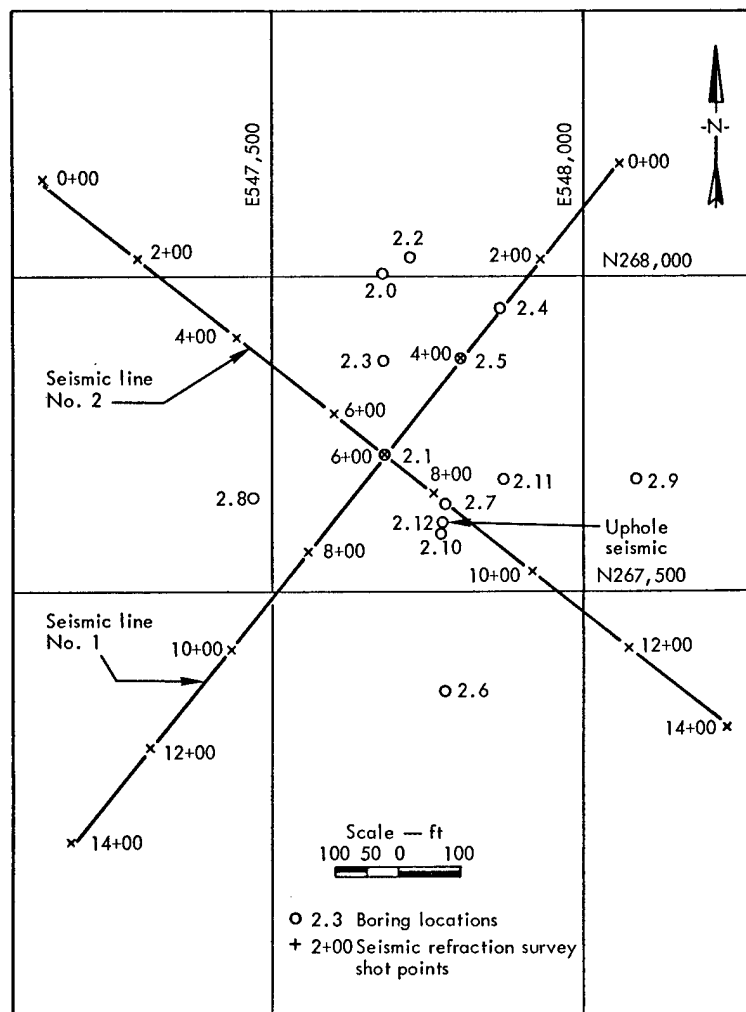 E547,500
E548,000
-N-
0+00
0+00
2+00
2.2
2+00
N268,000
2.0
2.4
4+00
2.3
4+00
2.5
Seismic line
No. 2
6+00
6+00
2.1
8+00
2.11
2.9
2.8
2.7
2.12
Uphole
seismic
2.10
8+00
10+00
N267,500
Seismic line
No. 1
10+00
12+00
2.6
14+00
12+00
14+00
Scale — ft
100 50 0 100
2.3 Boring locations
+ 2+00 Seismic refraction survey
shot points